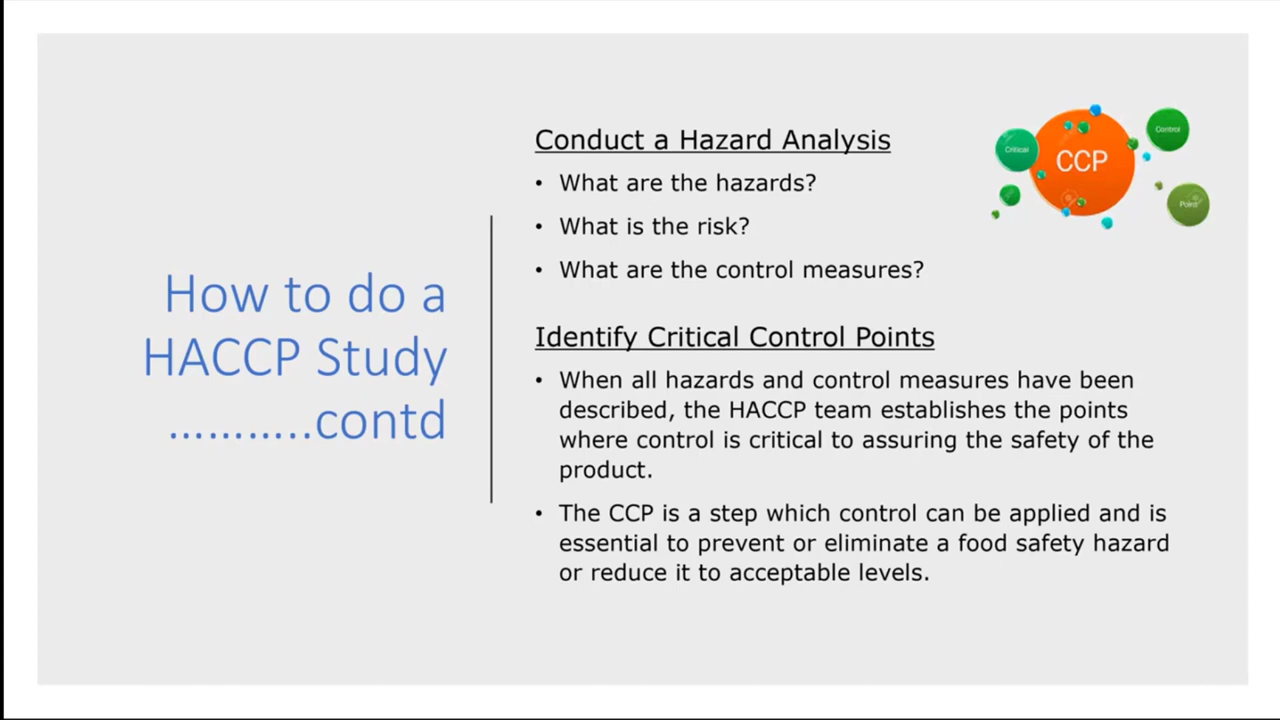 How to do a
HACCP Study
………..contd
Conduct a Hazard Analysis
• What are the hazards?
• What is the risk?
• What are the control measures?
Identify Critical Control Points
• When all hazards and control measures have been
described, the HACCP team establishes the points
where control is critical to assuring the safety of the
product.
• The CCP is a step which control can be applied and is
essential to prevent or eliminate a food safety hazard
or reduce it to acceptable levels.
Critical
CCP
Control
Point